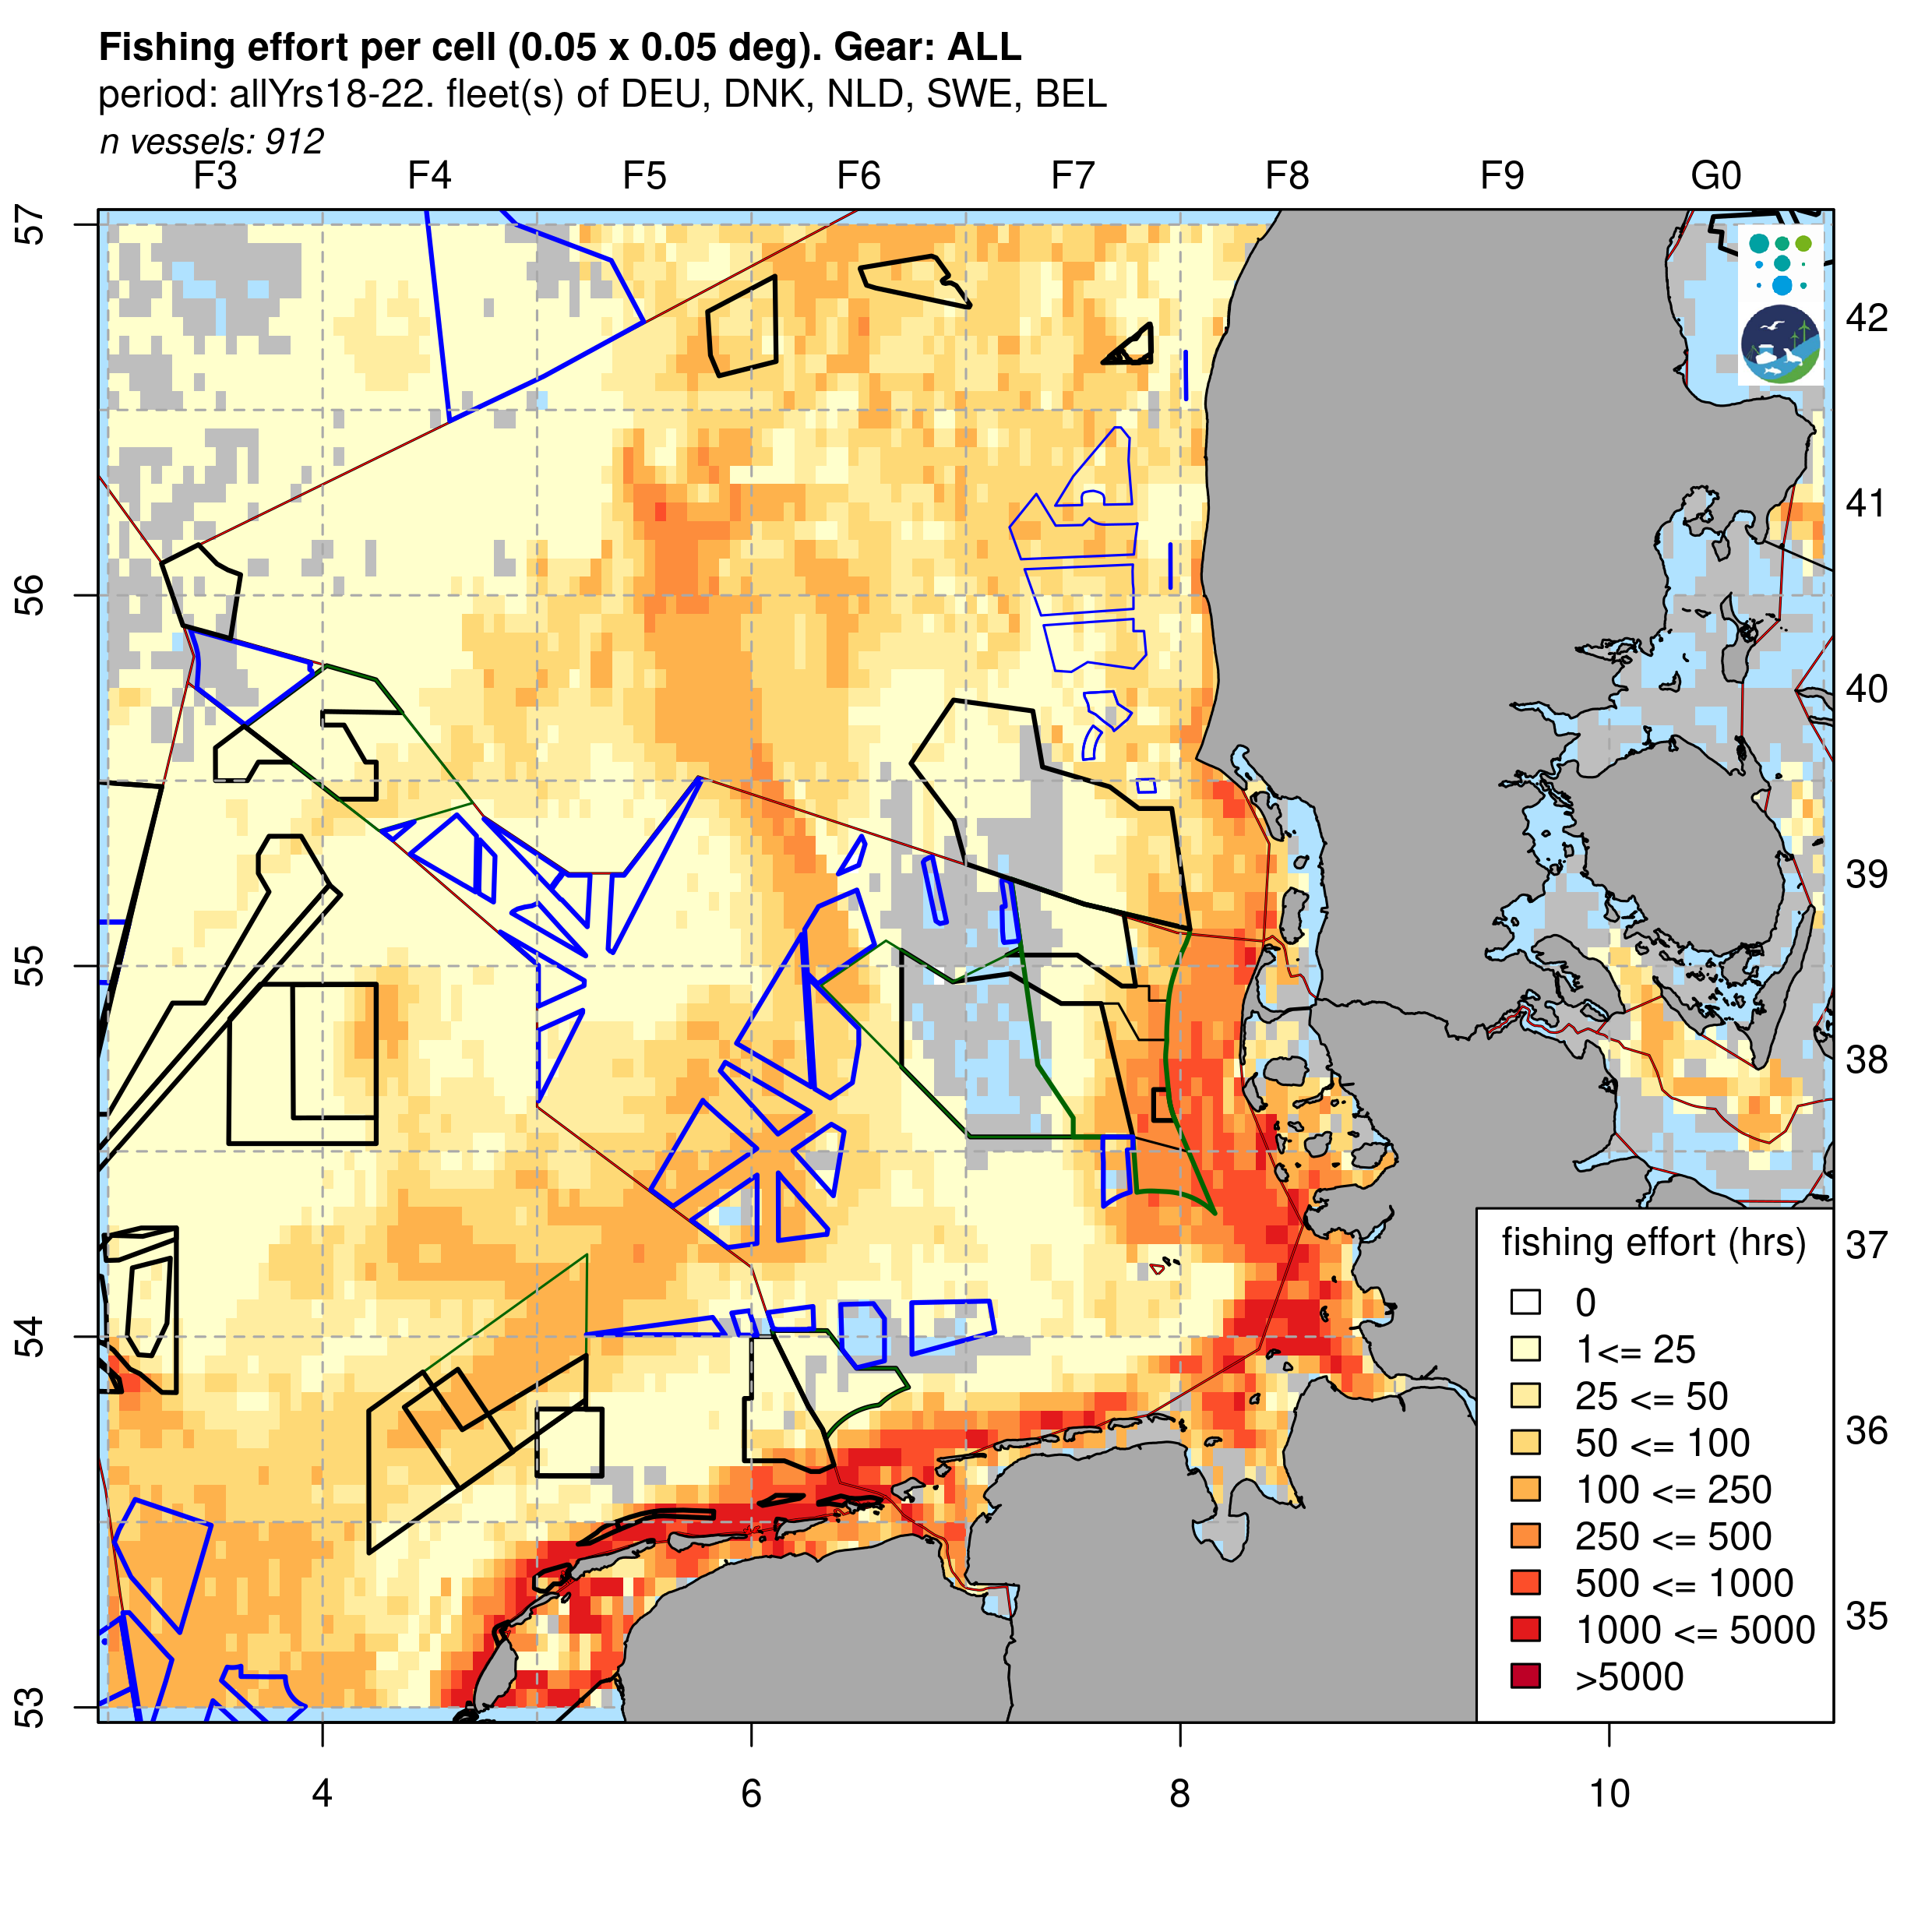 Fishing effort per cell (0.05 x 0.05 deg). Gear: ALL
period: allYrs18-22. fleet(s) of DEU, DNK, NLD, SWE, BEL
n vessels: 912
F3 F4 F5 F6 F7 F8 F9 G0
57
56
55
54
53
42
41
40
39
38
37
36
35
fishing effort (hrs)
0
1<= 25
25 <= 50
50 <= 100
100 <= 250
250 <= 500
500 <= 1000
1000 <= 5000
>5000
4 6 8 10